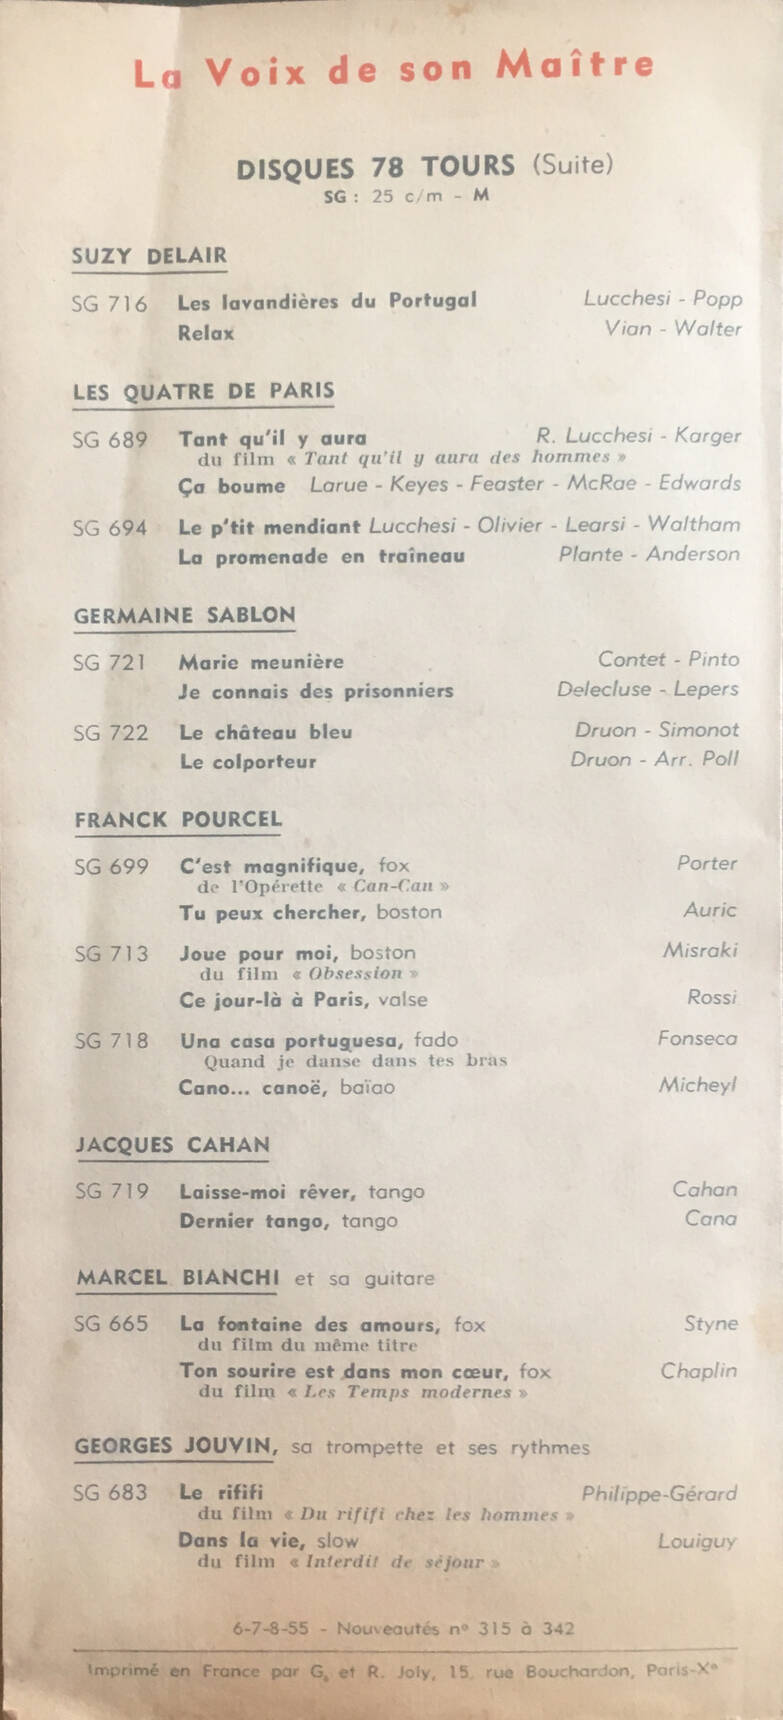 La Voix de son Maître
DISQUES 78 TOURS (Suite)
SG : 25 c/m - M
SUZY DELAIR
SG 716 Les lavandières du Portugal Lucchesi - Popp
Relax Vian - Walter
LES QUATRE DE PARIS
SG 689 Tant qu'il y aura R. Lucchesi - Karger
du film « Tant qu'il y aura des hommes »
Ça boume Larue - Keyes - Feaster - McRae - Edwards
SG 694 Le p'tit mendiant Lucchesi - Olivier - Learsi - Waltham
La promenade en traîneau Plante - Anderson
GERMAINE SABLON
SG 721 Marie meunière Contet - Pinto
Je connais des prisonniers Delecluse - Lepers
SG 722 Le château bleu Druon - Simonot
Le colporteur Druon - Arr. Poll
FRANCK POURCEL
SG 699 C'est magnifique, fox Porter
de l'Opérette « Can-Can »
Tu peux chercher, boston Auric
SG 713 Joue pour moi, boston Misraki
du film « Obsession »
Ce jour-là à Paris, valse Rossi
SG 718 Una casa portuguesa, fado Fonseca
Quand je danse dans tes bras
Cano... canoë, baïao Micheyl
JACQUES CAHAN
SG 719 Laisse-moi rêver, tango Cahan
Dernier tango, tango Cana
MARCEL BIANCHI et sa guitare
SG 665 La fontaine des amours, fox Styne
du film du même titre
Ton sourire est dans mon cœur, fox Chaplin
du film « Les Temps modernes »
GEORGES JOUVIN, sa trompette et ses rythmes
SG 683 Le rififi Philippe-Gérard
du film « Du rififi chez les hommes »
Dans la vie, slow Louiguy
du film « Interdit de séjour »
6-7-8-55 - Nouveautés nº 315 à 342
Imprimé en France par G. et R. Joly, 15, rue Bouchardon, Paris-Xe